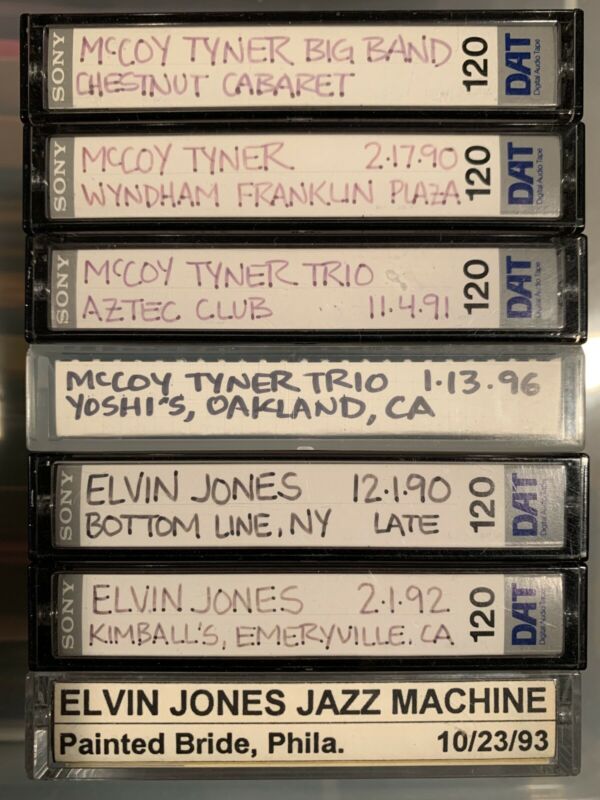 SONY McCOY TYNER BIG BAND 120 DAT Digital Audio Tape
CHESTNUT CABARET
SONY McCOY TYNER 2·17·90 120 DAT Digital Audio Tape
WYNDHAM FRANKLIN PLAZA
SONY McCOY TYNER TRIO 120 DAT Digital Audio Tape
AZTEC CLUB 11·4·91
McCOY TYNER TRIO 1·13·96
YOSHI'S, OAKLAND, CA
SONY ELVIN JONES 12·1·90 120 DAT Digital Audio Tape
BOTTOM LINE, NY LATE
SONY ELVIN JONES 2·1·92 120 DAT Digital Audio Tape
KIMBALL'S, EMERYVILLE, CA
ELVIN JONES JAZZ MACHINE
Painted Bride, Phila. 10/23/93